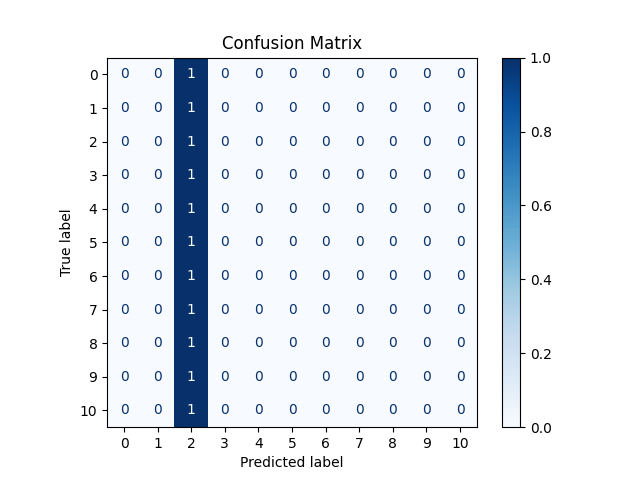 Confusion Matrix
0 0 0 1 0 0 0 0 0 0 0 0
1 0 0 1 0 0 0 0 0 0 0 0
2 0 0 1 0 0 0 0 0 0 0 0
3 0 0 1 0 0 0 0 0 0 0 0
4 0 0 1 0 0 0 0 0 0 0 0
5 0 0 1 0 0 0 0 0 0 0 0
6 0 0 1 0 0 0 0 0 0 0 0
7 0 0 1 0 0 0 0 0 0 0 0
8 0 0 1 0 0 0 0 0 0 0 0
9 0 0 1 0 0 0 0 0 0 0 0
10 0 0 1 0 0 0 0 0 0 0 0
0 1 2 3 4 5 6 7 8 9 10
Predicted label
True label
1.0
0.8
0.6
0.4
0.2
0.0